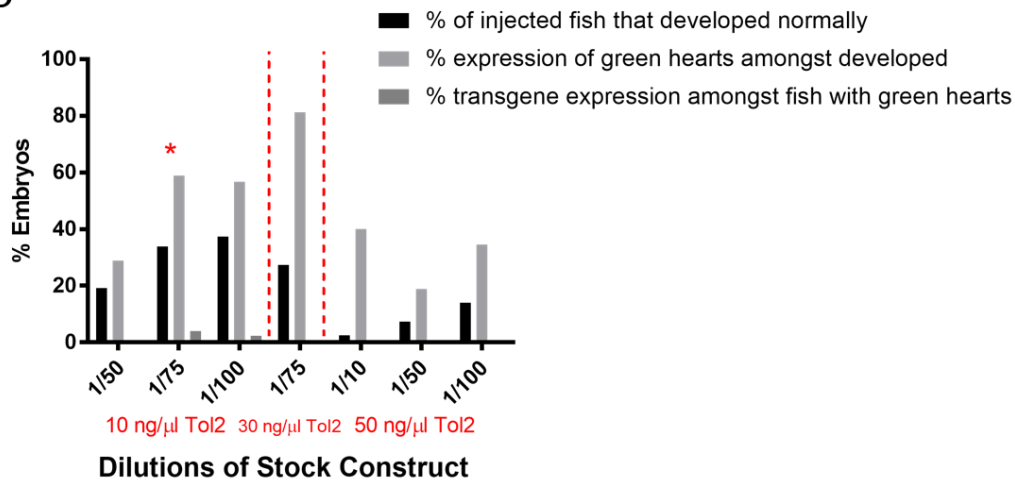 % of injected fish that developed normally
% expression of green hearts amongst developed
% transgene expression amongst fish with green hearts
% Embryos
100
80
60
40
20
0
*
1/50 1/75 1/100 1/75 1/10 1/50 1/100
10 ng/μl Tol2 30 ng/μl Tol2 50 ng/μl Tol2
Dilutions of Stock Construct